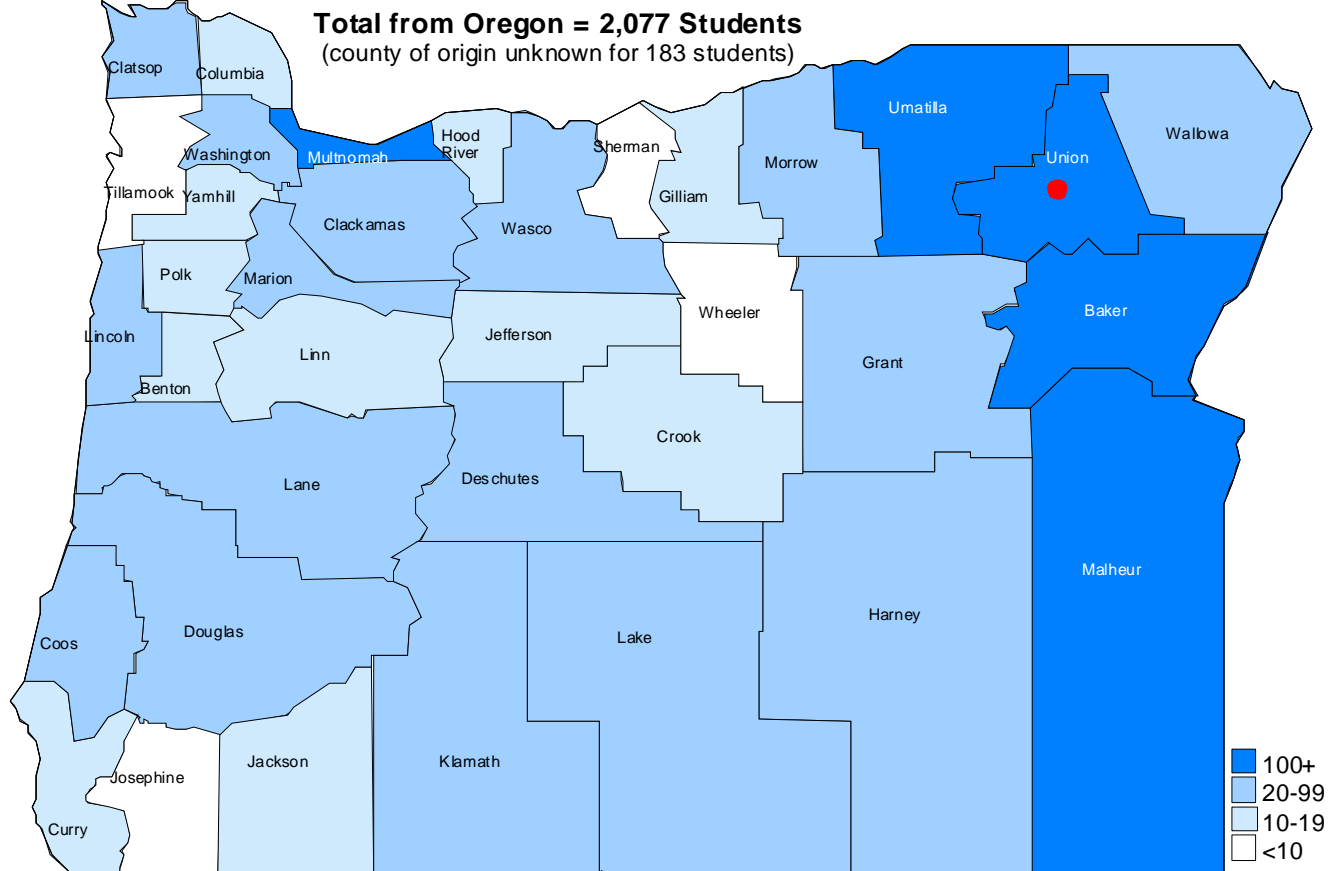 Total from Oregon = 2,077 Students
(county of origin unknown for 183 students)
Clatsop
Columbia
Umatilla
Hood
River
Wallowa
Washington
Multnomah
Sherman
Morrow
Union
Tillamook
Yamhill
Gilliam
Clackamas
Wasco
Polk
Marion
Lincoln
Jefferson
Wheeler
Baker
Linn
Grant
Benton
Crook
Lane
Deschutes
Malheur
Harney
Coos
Douglas
Lake
Jackson
Klamath
Josephine
Curry
100+
20-99
10-19
<10